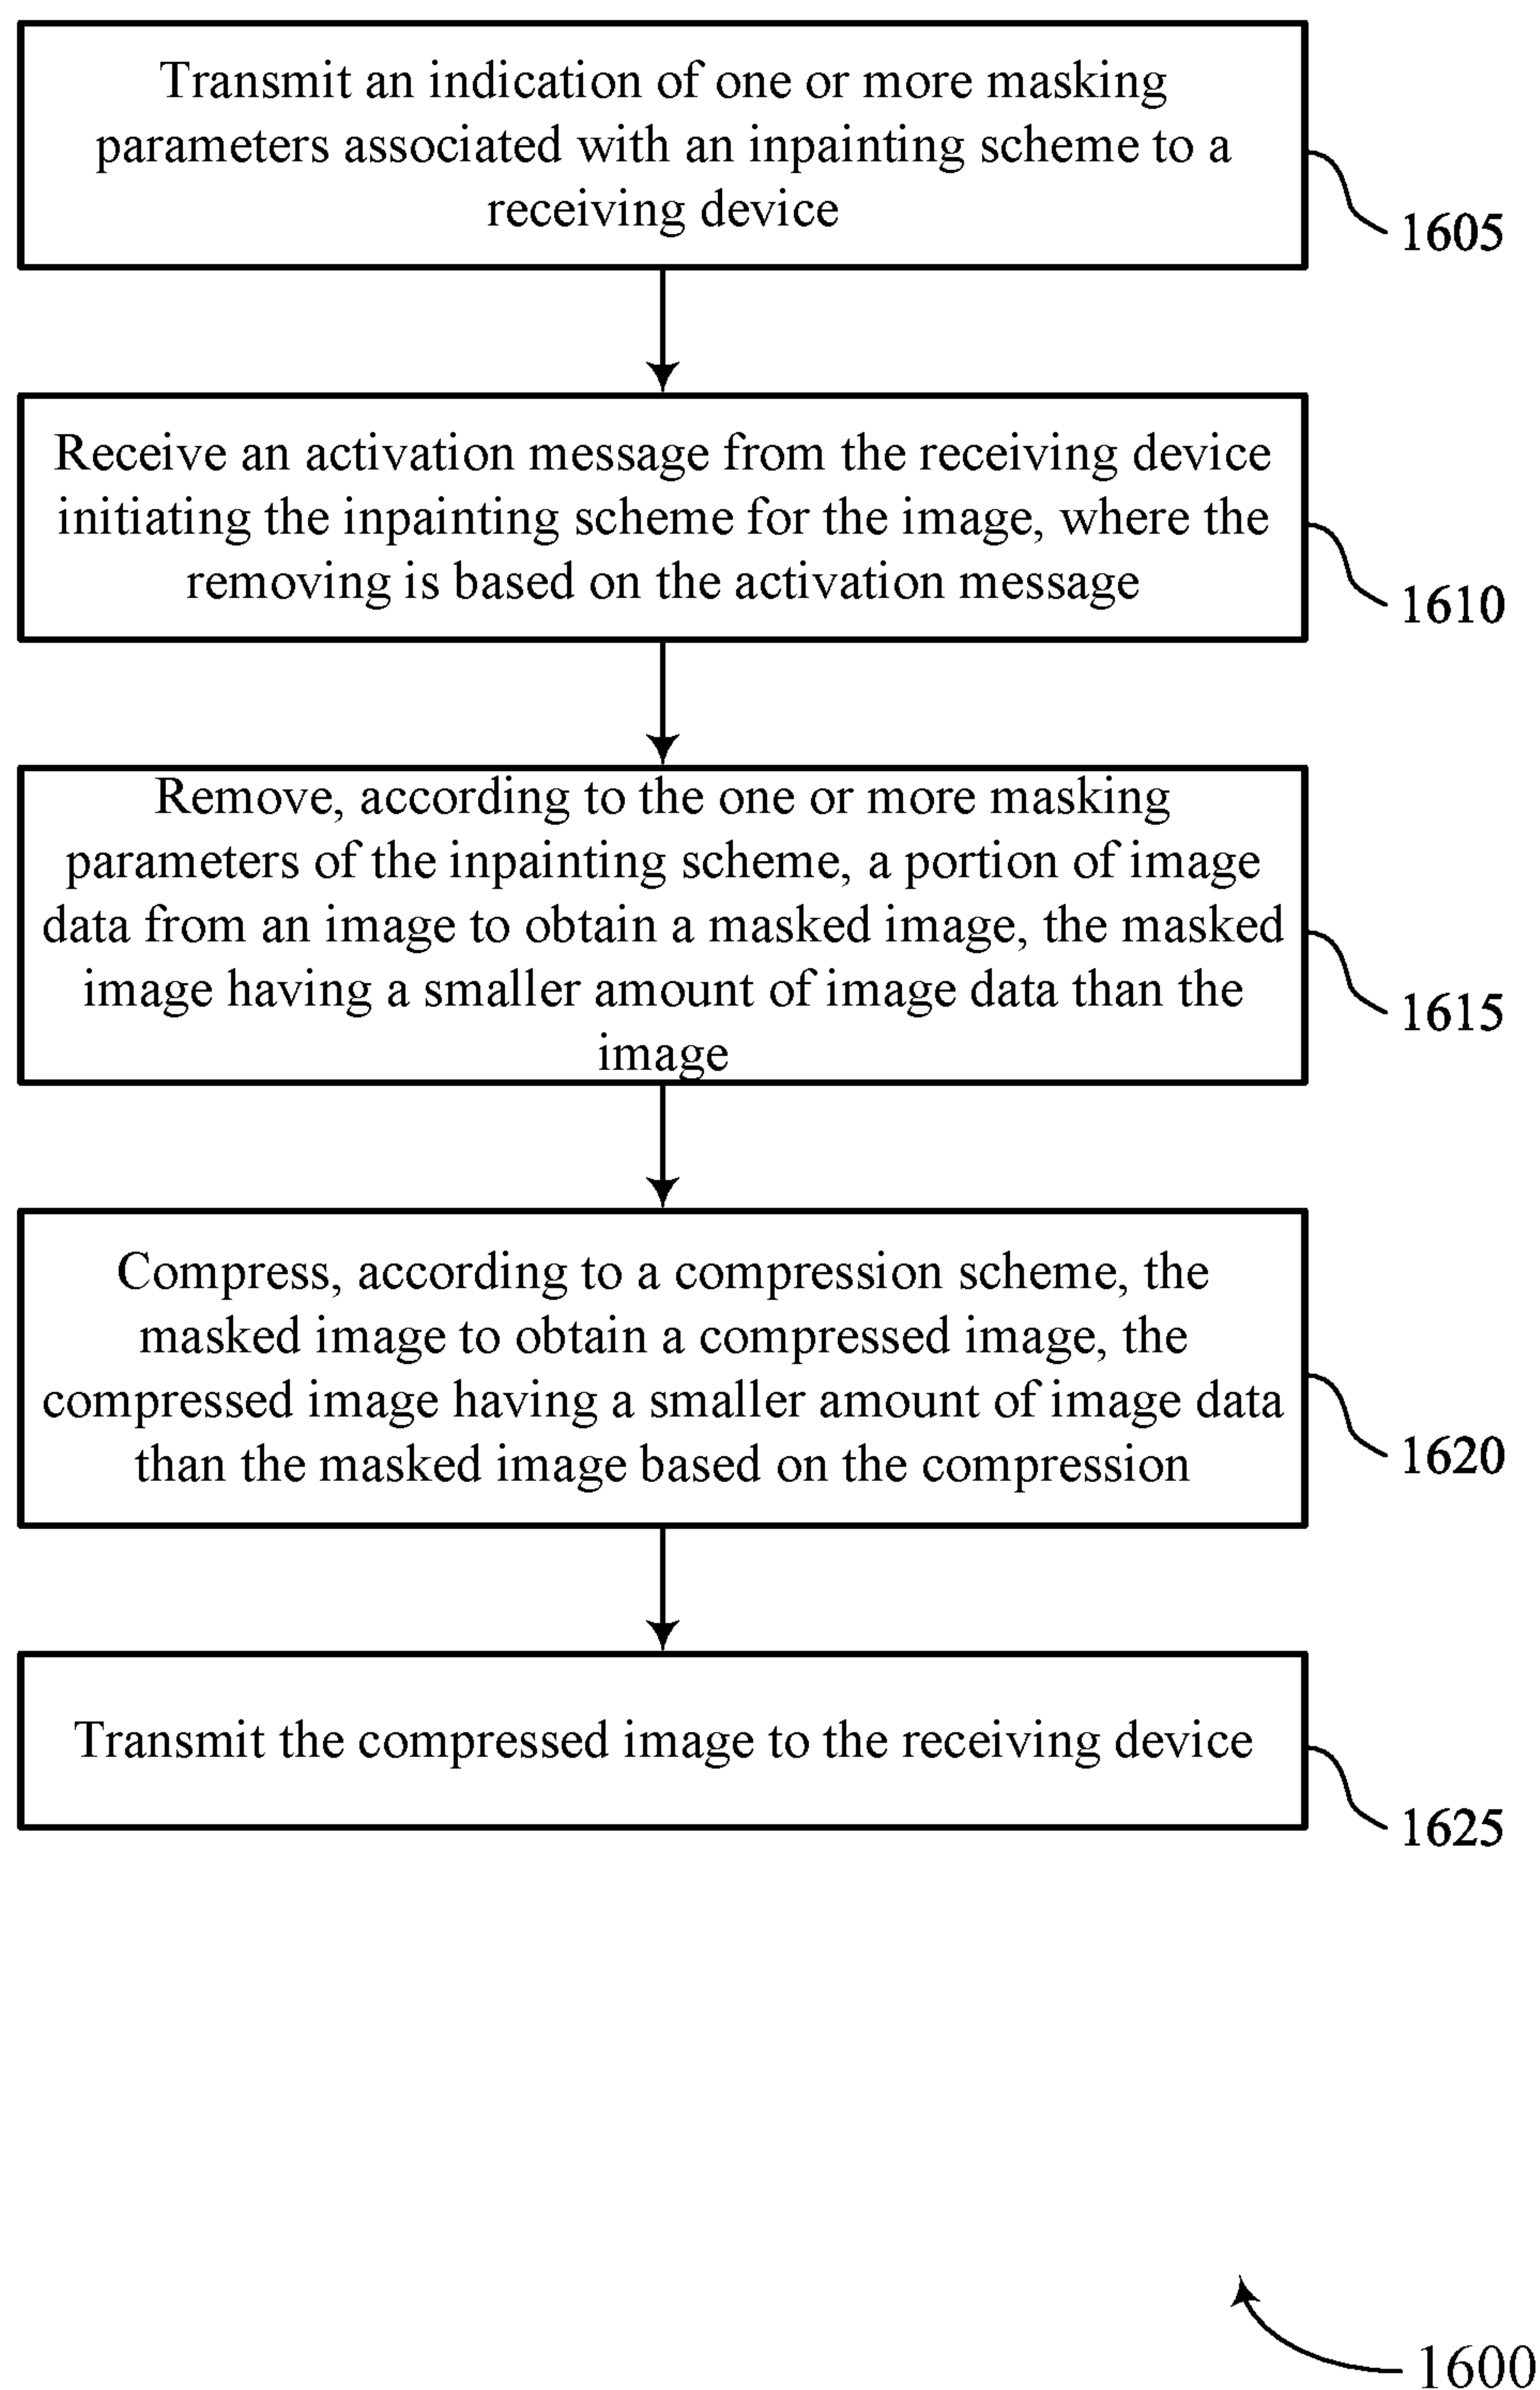 Transmit an indication of one or more masking
parameters associated with an inpainting scheme to a
receiving device
1605
Receive an activation message from the receiving device
initiating the inpainting scheme for the image, where the
removing is based on the activation message
1610
Remove, according to the one or more masking
parameters of the inpainting scheme, a portion of image
data from an image to obtain a masked image, the masked
image having a smaller amount of image data than the
image
1615
Compress, according to a compression scheme, the
masked image to obtain a compressed image, the
compressed image having a smaller amount of image data
than the masked image based on the compression
1620
Transmit the compressed image to the receiving device
1625
1600